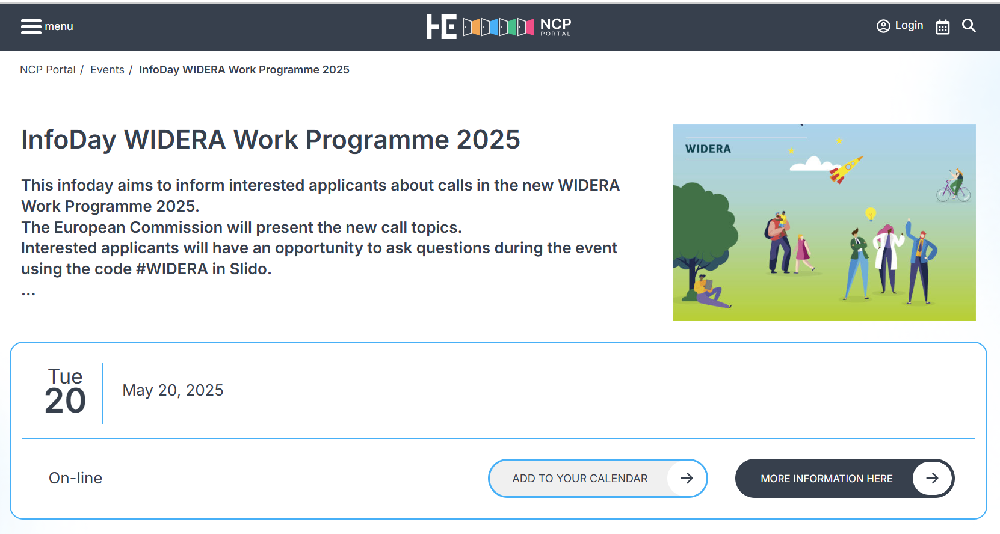 menu
HE NCP
PORTAL
Login
NCP Portal / Events / InfoDay WIDERA Work Programme 2025
InfoDay WIDERA Work Programme 2025
This infoday aims to inform interested applicants about calls in the new WIDERA
Work Programme 2025.
The European Commission will present the new call topics.
Interested applicants will have an opportunity to ask questions during the event
using the code #WIDERA in Slido.
...
WIDERA
Tue
20
May 20, 2025
On-line
ADD TO YOUR CALENDAR
MORE INFORMATION HERE